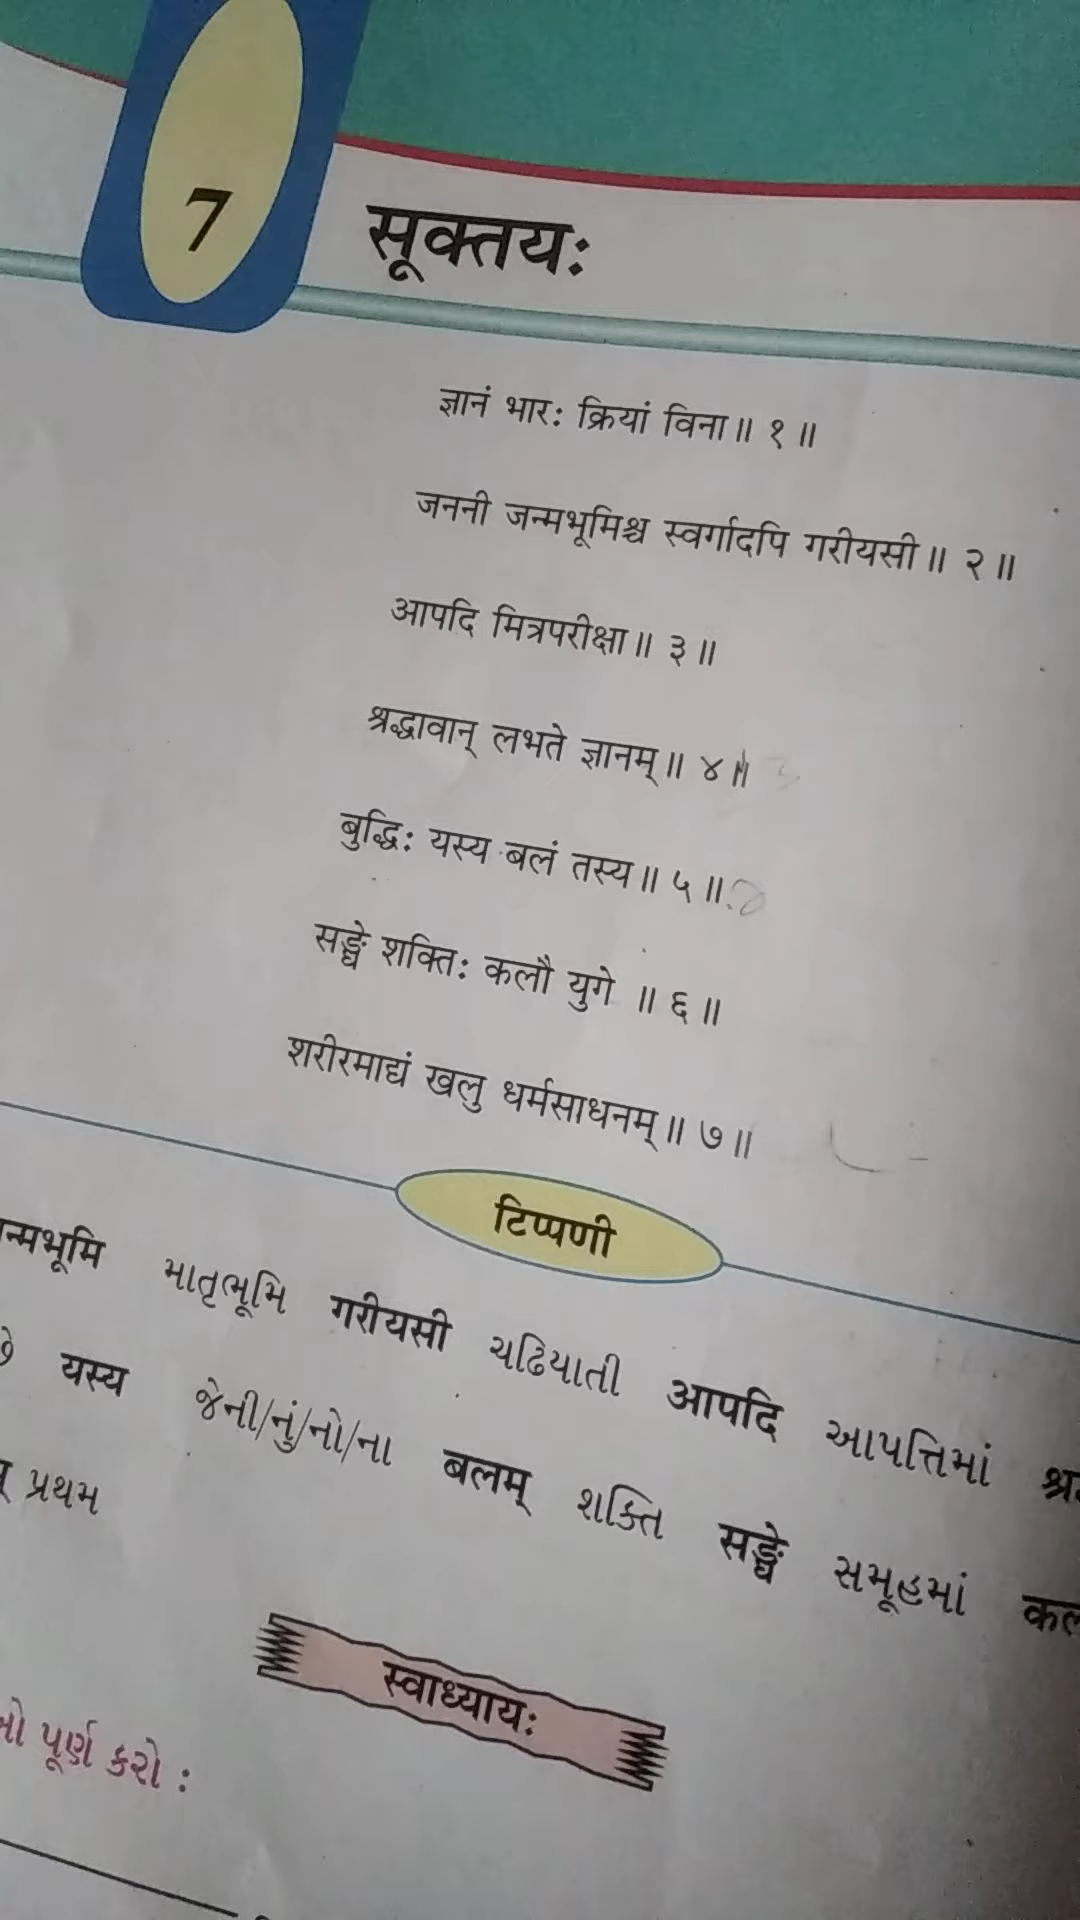 7
सूक्तयः
ज्ञानं भारः क्रियां विना॥ १ ॥
जननी जन्मभूमिश्च स्वर्गादपि गरीयसी॥ २ ॥
आपदि मित्रपरीक्षा॥ ३ ॥
श्रद्धावान् लभते ज्ञानम्॥ ४॥
बुद्धिः यस्य बलं तस्य॥ ५ ॥
सङ्घे शक्तिः कलौ युगे ॥ ६ ॥
शरीरमाद्यं खलु धर्मसाधनम्॥ ७॥
टिप्पणी
न्मभूमि માતૃભૂમિ गरीयसी ચઢિયાતી आपदि આપત્તિમાં श्र
છે यस्य જેની/નું/નો/ના बलम् શક્તિ सङ्घे સમૂહમાં कल
પ્રથમ
स्वाध्यायः
પૂર્ણ કરો :